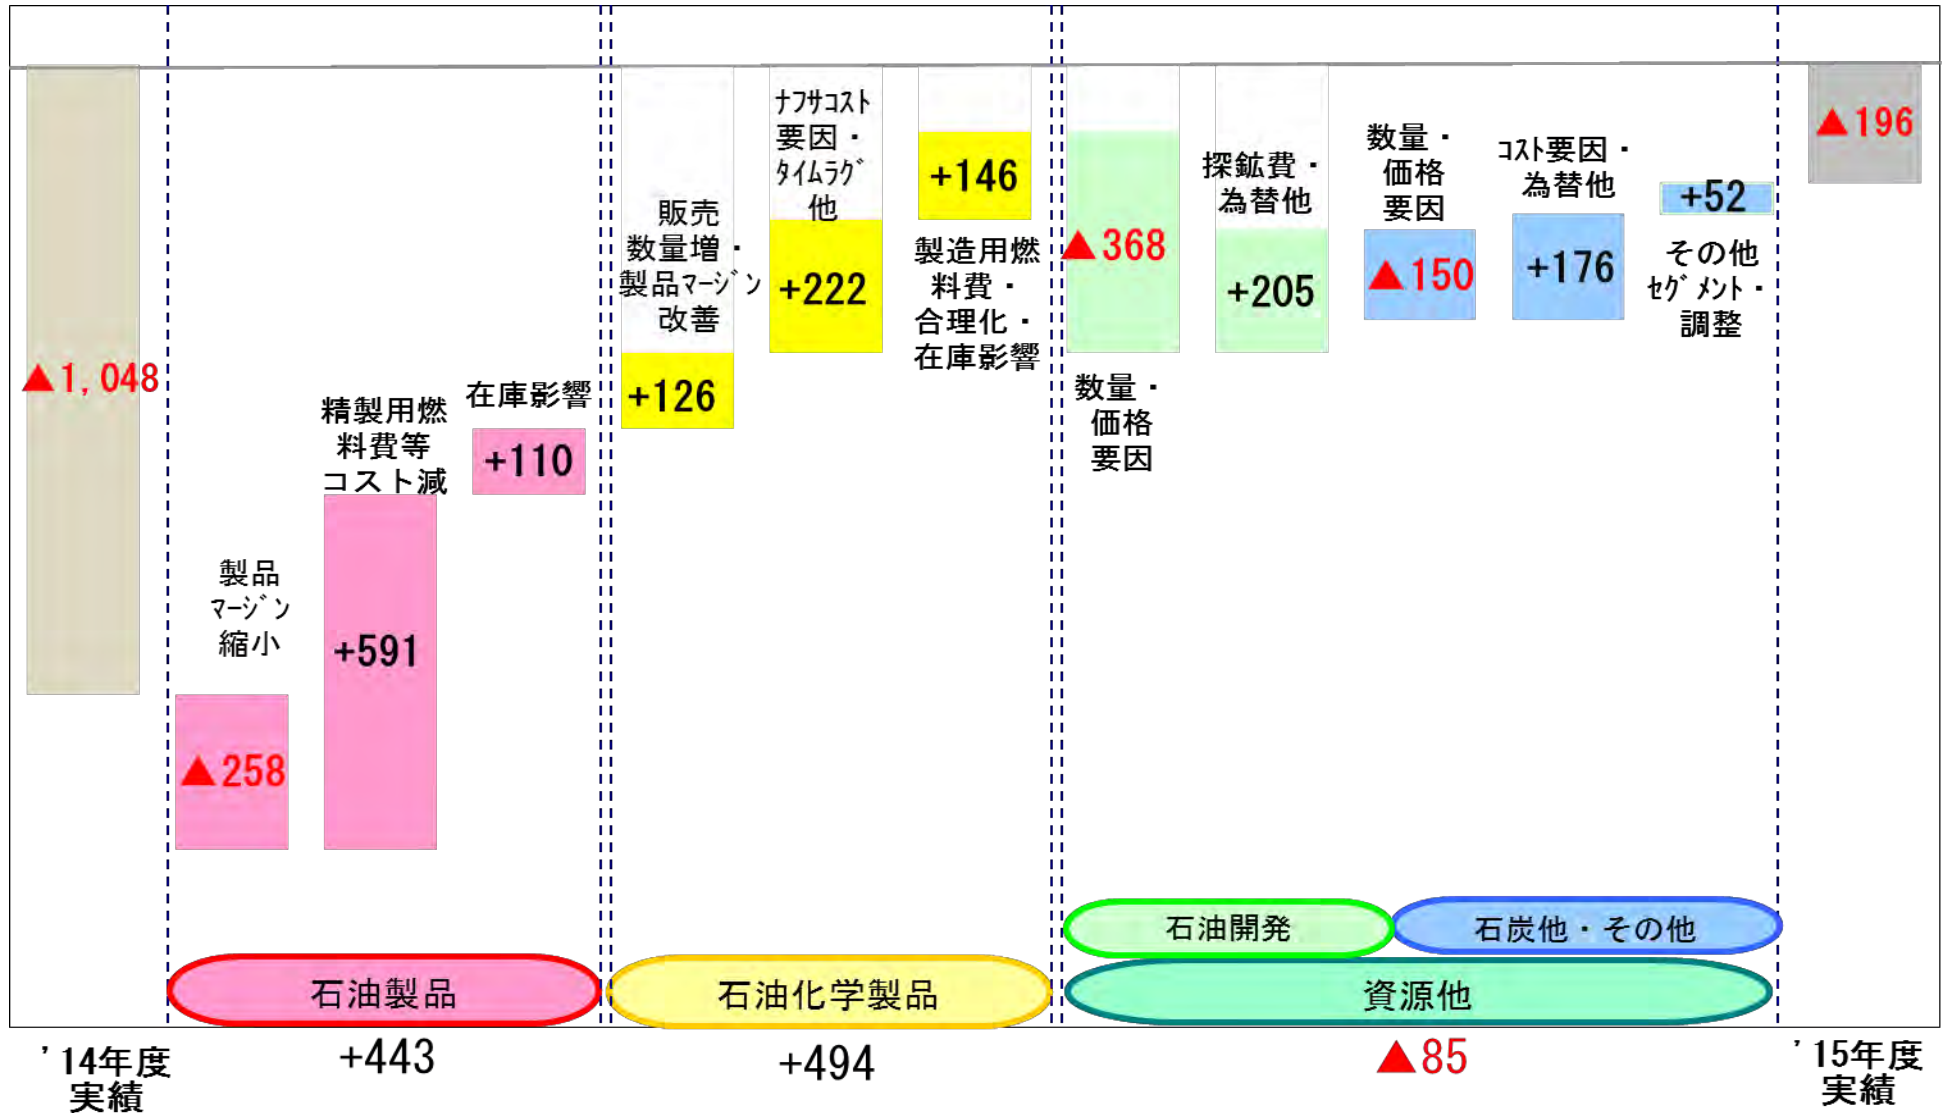 ▲1,048
製品
ﾏｰｼﾞﾝ
縮小
▲258
精製用燃
料費等
コスト減
+591
在庫影響
+110
販売
数量増・
製品ﾏｰｼﾞﾝ
改善
+126
ﾅﾌｻｺｽﾄ
要因・
ﾀｲﾑﾗｸﾞ
他
+222
+146
製造用燃
料費・
合理化・
在庫影響
▲368
数量・
価格
要因
探鉱費・
為替他
+205
数量・
価格
要因
▲150
ｺｽﾄ要因・
為替他
+176
+52
その他
ｾｸﾞﾒﾝﾄ・
調整
▲196
石油開発
石炭他・その他
石油製品
石油化学製品
資源他
’14年度
実績
+443
+494
▲85
’15年度
実績